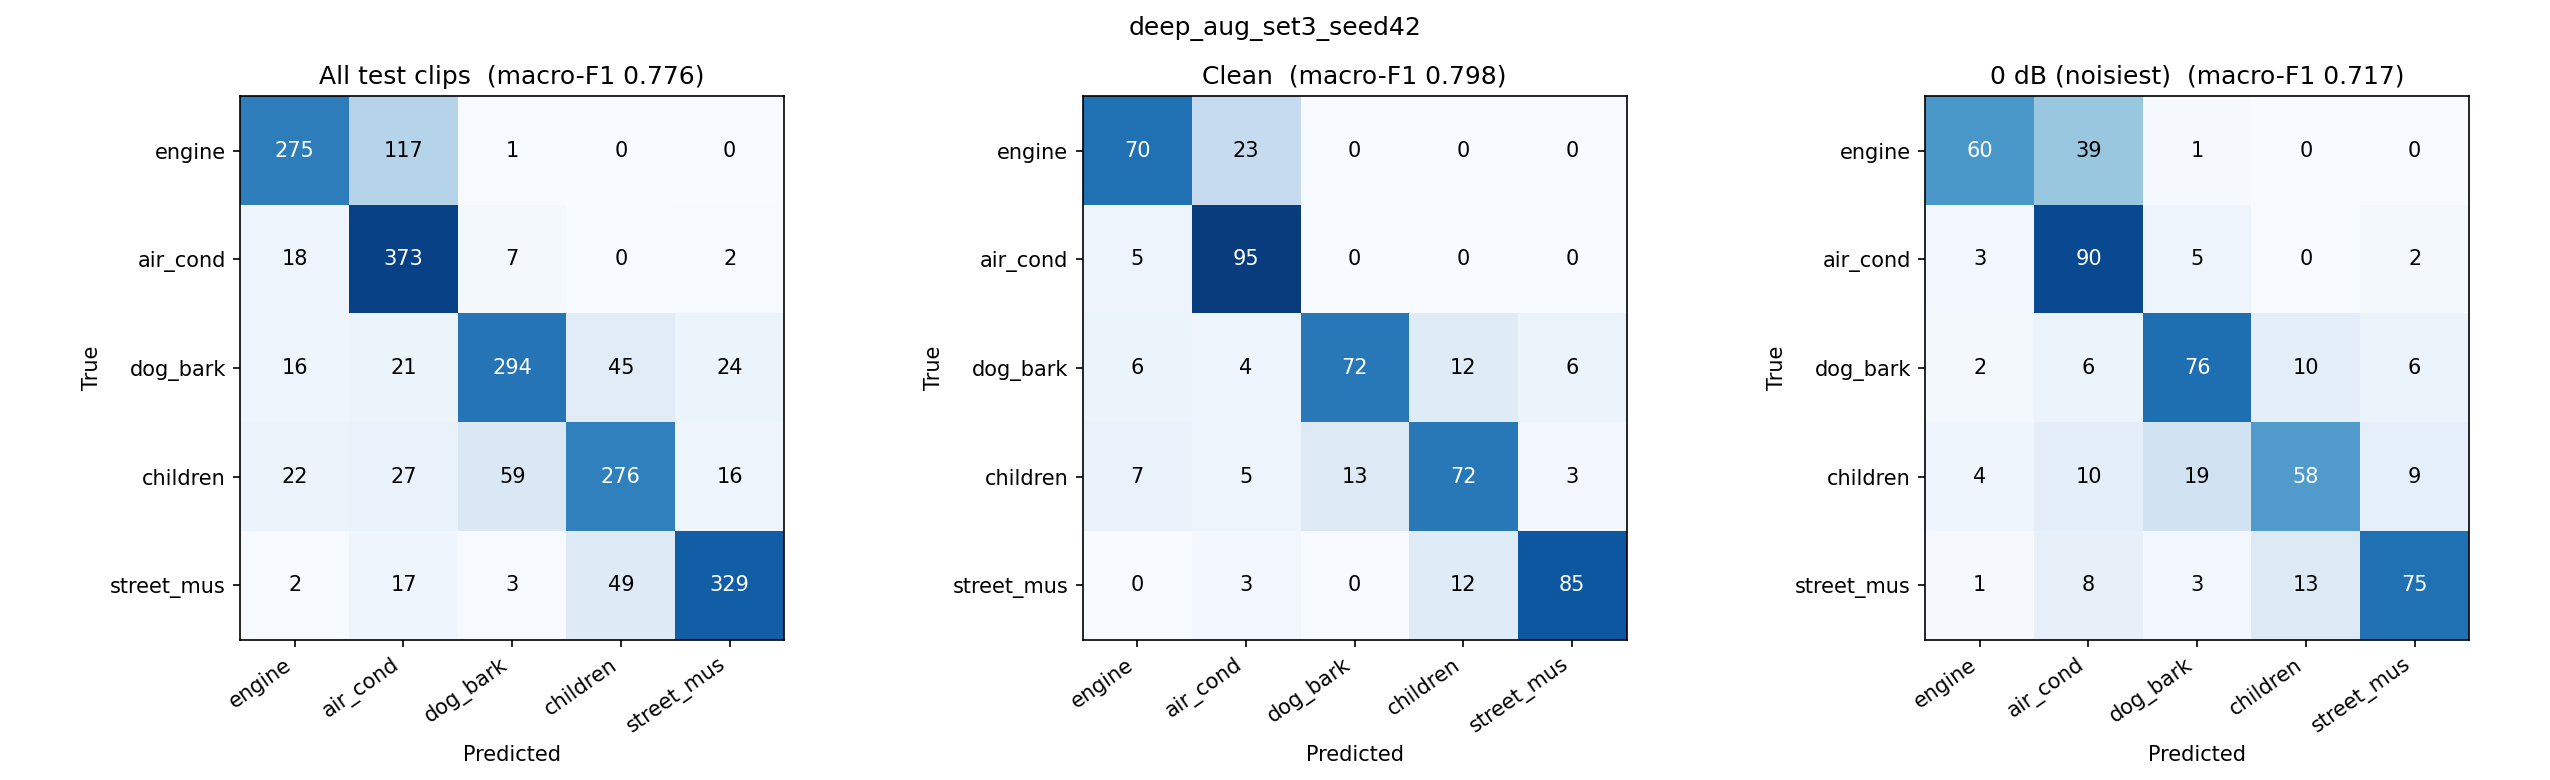 deep_aug_set3_seed42
All test clips  (macro-F1 0.776)
True
engine 275 117 1 0 0
air_cond 18 373 7 0 2
dog_bark 16 21 294 45 24
children 22 27 59 276 16
street_mus 2 17 3 49 329
engine air_cond dog_bark children street_mus
Predicted
Clean  (macro-F1 0.798)
True
engine 70 23 0 0 0
air_cond 5 95 0 0 0
dog_bark 6 4 72 12 6
children 7 5 13 72 3
street_mus 0 3 0 12 85
engine air_cond dog_bark children street_mus
Predicted
0 dB (noisiest)  (macro-F1 0.717)
True
engine 60 39 1 0 0
air_cond 3 90 5 0 2
dog_bark 2 6 76 10 6
children 4 10 19 58 9
street_mus 1 8 3 13 75
engine air_cond dog_bark children street_mus
Predicted